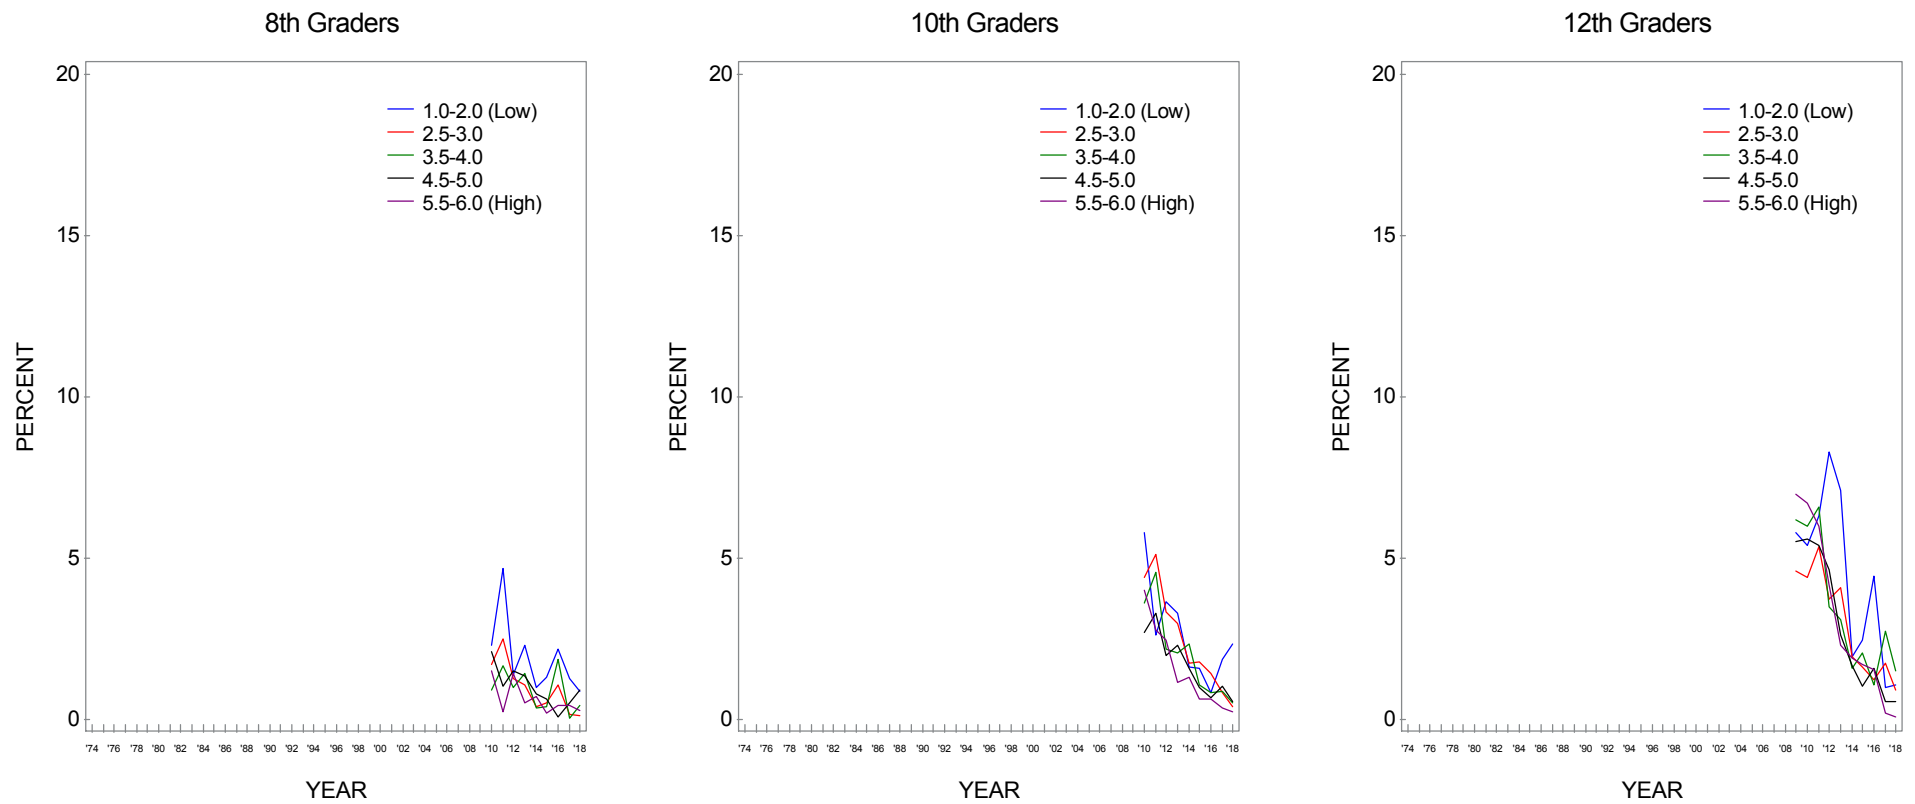 8th Graders
20
15
10
5
0
PERCENT
1.0-2.0 (Low)
2.5-3.0
3.5-4.0
4.5-5.0
5.5-6.0 (High)
'74 '76 '78 '80 '82 '84 '86 '88 '90 '92 '94 '96 '98 '00 '02 '04 '06 '08 '10 '12 '14 '16 '18
YEAR
10th Graders
20
15
10
5
0
PERCENT
1.0-2.0 (Low)
2.5-3.0
3.5-4.0
4.5-5.0
5.5-6.0 (High)
'74 '76 '78 '80 '82 '84 '86 '88 '90 '92 '94 '96 '98 '00 '02 '04 '06 '08 '10 '12 '14 '16 '18
YEAR
12th Graders
20
15
10
5
0
PERCENT
1.0-2.0 (Low)
2.5-3.0
3.5-4.0
4.5-5.0
5.5-6.0 (High)
'74 '76 '78 '80 '82 '84 '86 '88 '90 '92 '94 '96 '98 '00 '02 '04 '06 '08 '10 '12 '14 '16 '18
YEAR